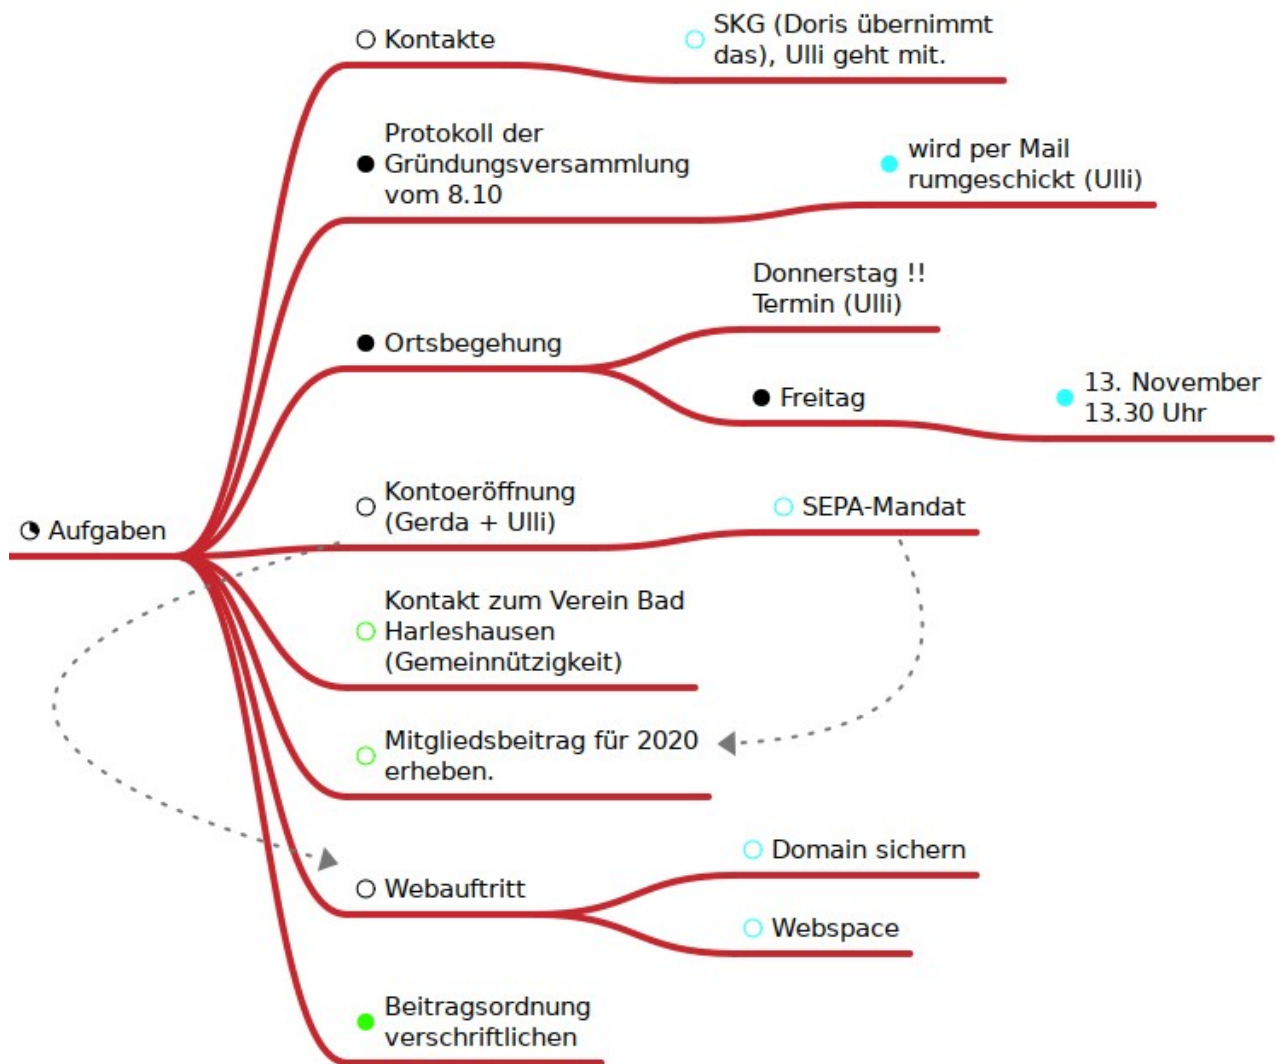 Kontakte
SKG (Doris übernimmt
das), Ulli geht mit.
Protokoll der
Gründungsversammlung
vom 8.10
wird per Mail
rumgeschickt (Ulli)
Ortsbegehung
Donnerstag !!
Termin (Ulli)
Freitag
13. November
13.30 Uhr
Aufgaben
Kontoeröffnung
(Gerda + Ulli)
SEPA-Mandat
Kontakt zum Verein Bad
Harleshausen
(Gemeinnützigkeit)
Mitgliedsbeitrag für 2020
erheben.
Webauftritt
Domain sichern
Webspace
Beitragsordnung
verschriftlichen